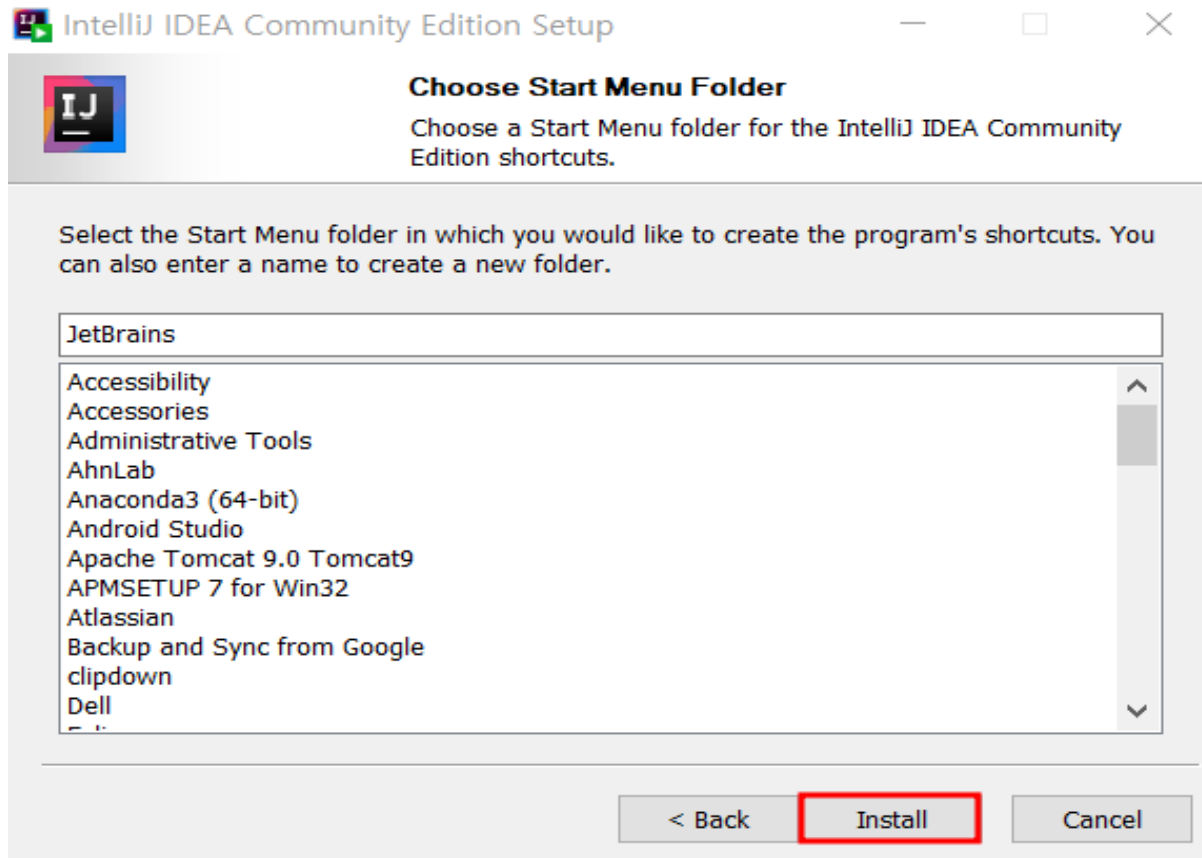 IntelliJ IDEA Community Edition Setup
IJ
Choose Start Menu Folder
Choose a Start Menu folder for the IntelliJ IDEA Community
Edition shortcuts.
Select the Start Menu folder in which you would like to create the program's shortcuts. You
can also enter a name to create a new folder.
JetBrains
Accessibility
Accessories
Administrative Tools
AhnLab
Anaconda3 (64-bit)
Android Studio
Apache Tomcat 9.0 Tomcat9
APMSETUP 7 for Win32
Atlassian
Backup and Sync from Google
clipdown
Dell
< Back
Install
Cancel